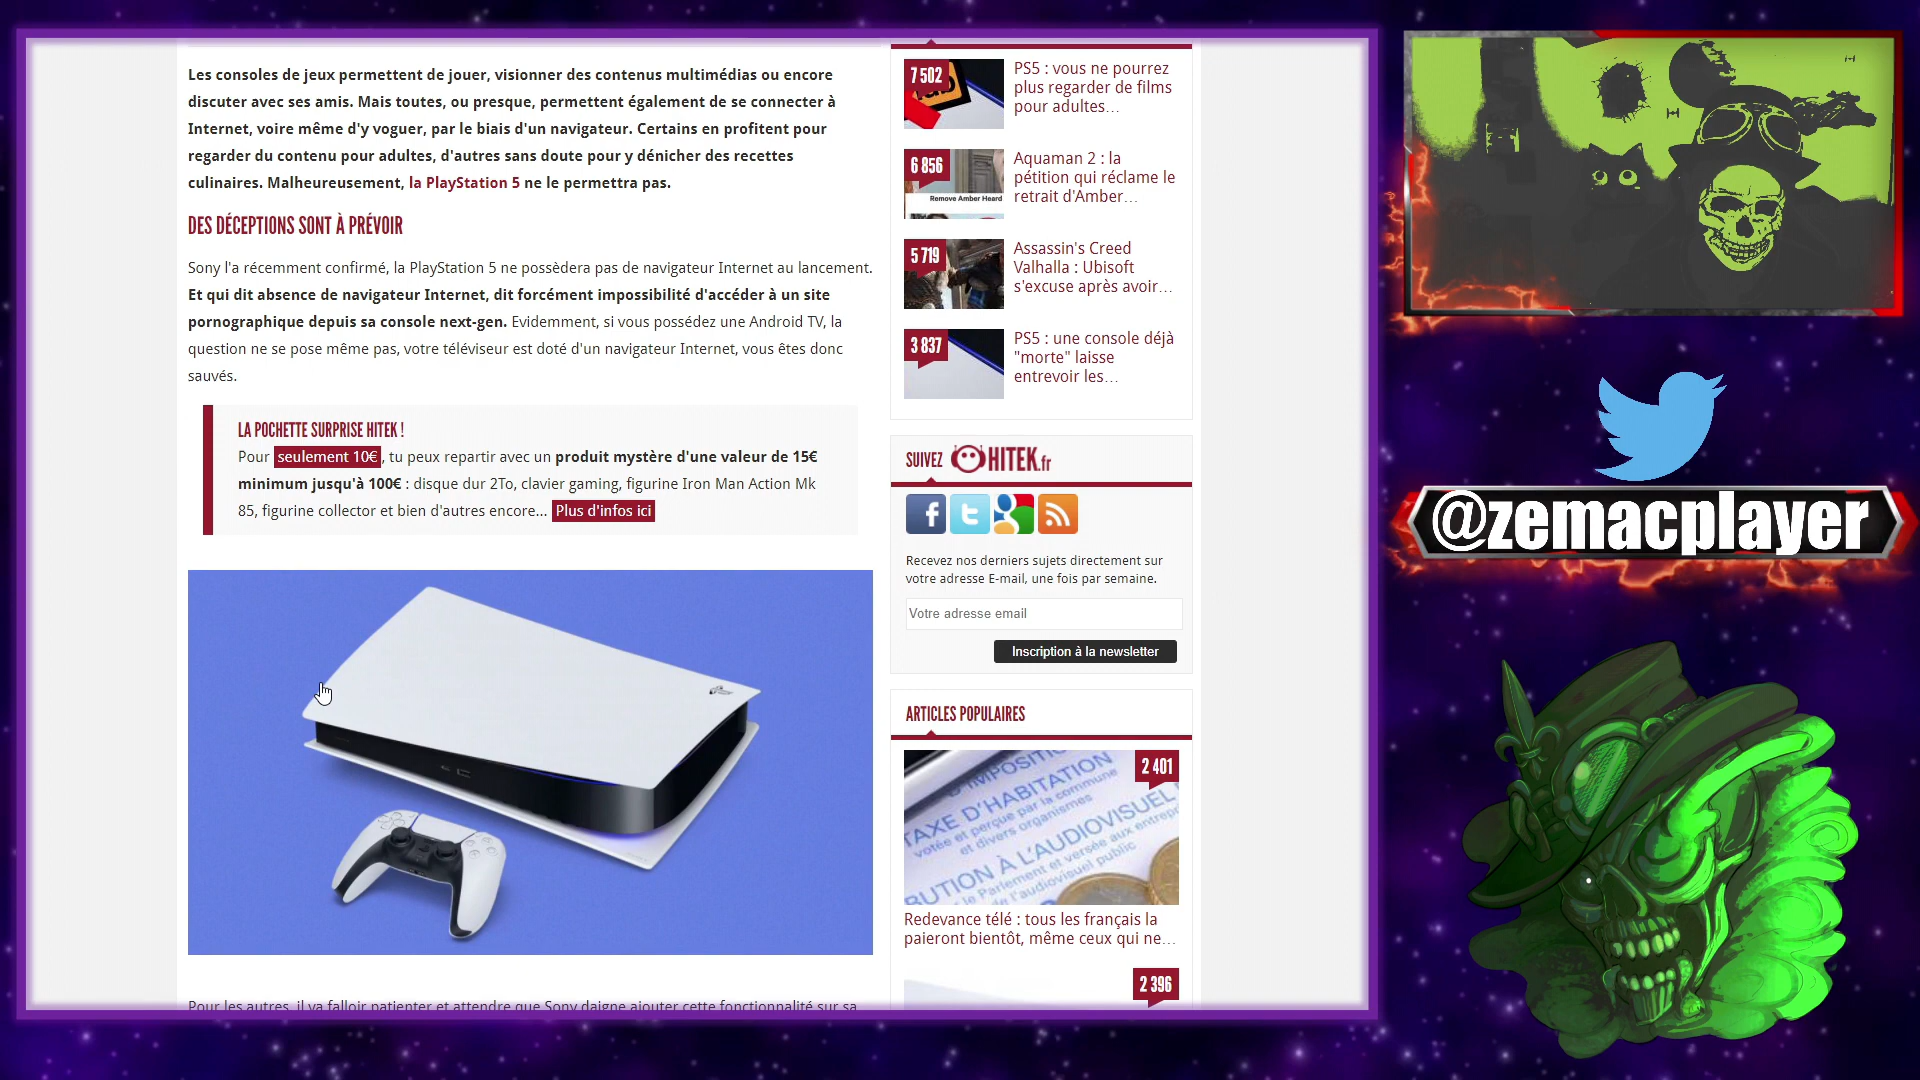 Les consoles de jeux permettent de jouer, visionner des contenus multimédias ou encore
discuter avec ses amis. Mais toutes, ou presque, permettent également de se connecter à
Internet, voire même d'y voguer, par le biais d'un navigateur. Certains en profitent pour
regarder du contenu pour adultes, d'autres sans doute pour y dénicher des recettes
culinaires. Malheureusement, la PlayStation 5 ne le permettra pas.
DES DÉCEPTIONS SONT À PRÉVOIR
Sony l'a récemment confirmé, la PlayStation 5 ne possèdera pas de navigateur Internet au lancement.
Et qui dit absence de navigateur Internet, dit forcément impossibilité d'accéder à un site
pornographique depuis sa console next-gen. Evidemment, si vous possédez une Android TV, la
question ne se pose même pas, votre téléviseur est doté d'un navigateur Internet, vous êtes donc
sauvés.
LA POCHETTE SURPRISE HITEK !
Pour seulement 10€, tu peux repartir avec un produit mystère d'une valeur de 15€
minimum jusqu'à 100€ : disque dur 2To, clavier gaming, figurine Iron Man Action Mk
85, figurine collector et bien d'autres encore... Plus d'infos ici
Pour les autres, il va falloir patienter et attendre que Sony daigne ajouter cette fonctionnalité sur sa
7 502
PS5 : vous ne pourrez
plus regarder de films
pour adultes…
6 856
Remove Amber Heard
Aquaman 2 : la
pétition qui réclame le
retrait d'Amber…
5 719
Assassin's Creed
Valhalla : Ubisoft
s'excuse après avoir…
3 837
PS5 : une console déjà
"morte" laisse
entrevoir les…
SUIVEZ HITEK.fr
Recevez nos derniers sujets directement sur
votre adresse E-mail, une fois par semaine.
Votre adresse email
Inscription à la newsletter
ARTICLES POPULAIRES
2 401
D'IMPOSITI
TAXE D'HABITATION
votée et perçue par la commune
et divers organismes
BUTION À L'AUDIOVISUEL
le Parlement et versée aux entrepr
de l'audiovisuel public
Redevance télé : tous les français la
paieront bientôt, même ceux qui ne…
2 396
@zemacplayer